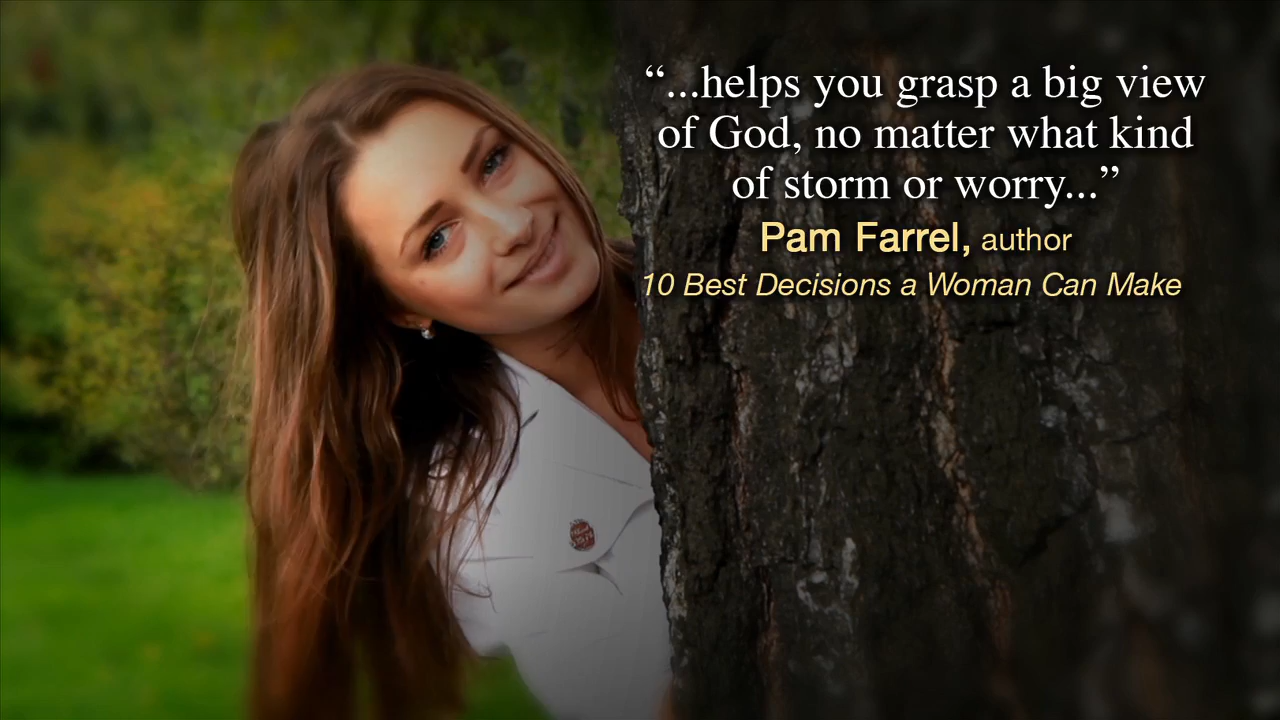 “...helps you grasp a big view
of God, no matter what kind
of storm or worry...”
Pam Farrel, author
10 Best Decisions a Woman Can Make